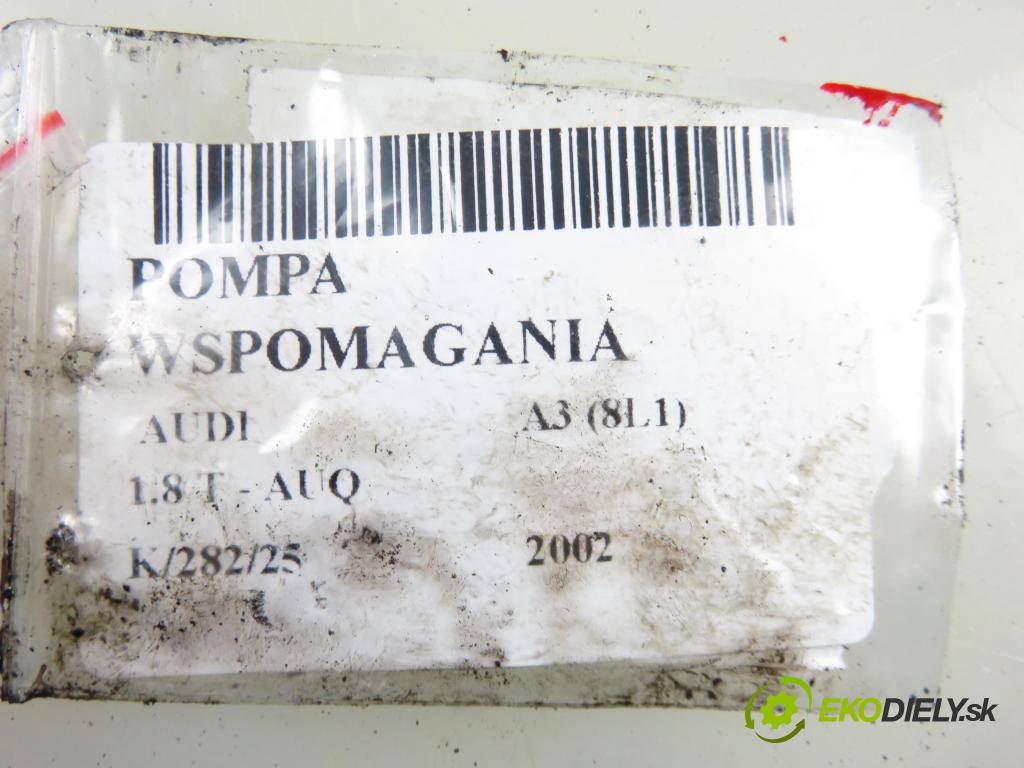 POMPA
WSPOMAGANIA
AUDI A3 (8L1)
1.8 T - AUQ
K/282/25 2002
EKODIELY.sk